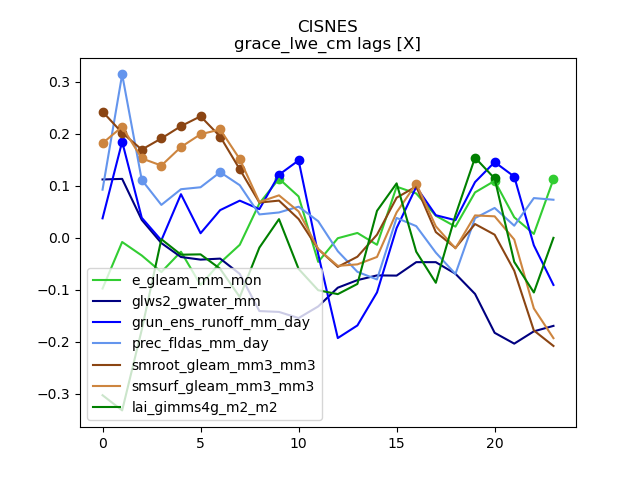 CISNES
grace_lwe_cm lags [X]
0.3
0.2
0.1
0.0
−0.1
−0.2
−0.3
e_gleam_mm_mon
glws2_gwater_mm
grun_ens_runoff_mm_day
prec_fldas_mm_day
smroot_gleam_mm3_mm3
smsurf_gleam_mm3_mm3
lai_gimms4g_m2_m2
0 5 10 15 20